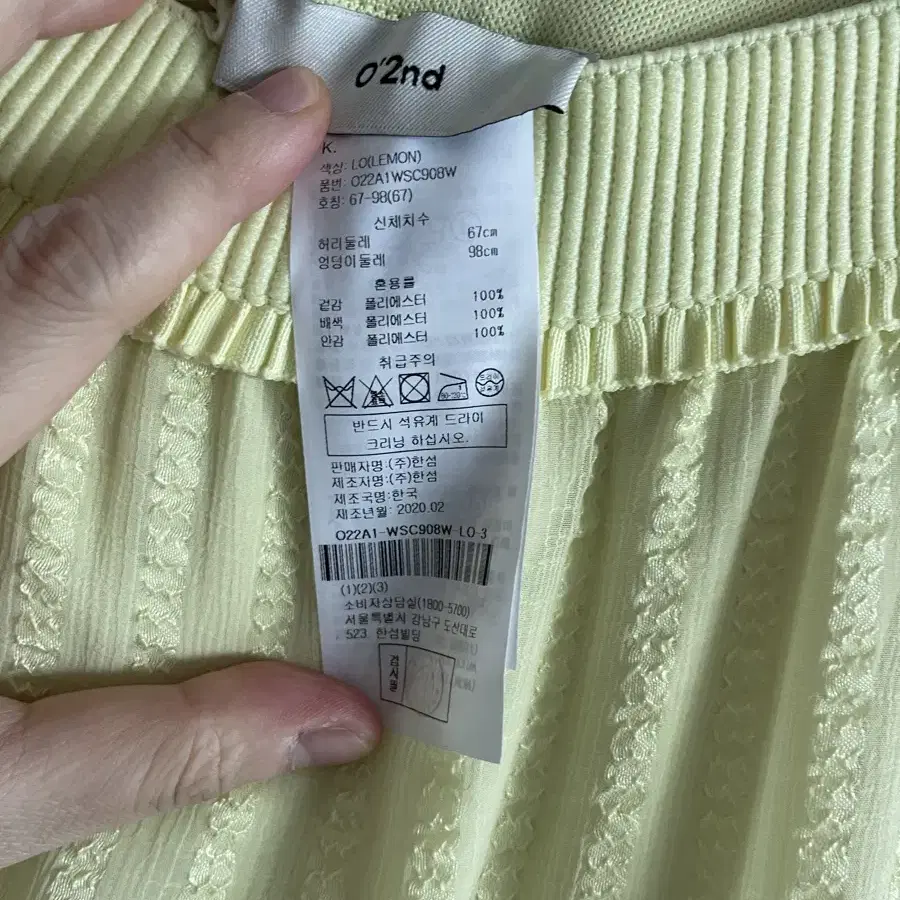 O'2nd
K.
색상: LO(LEMON)
품번: O22A1WSC908W
호칭: 67-98(67)
신체치수
허리둘레 67cm
엉덩이둘레 98cm
혼용률
겉감 폴리에스터 100%
배색 폴리에스터 100%
안감 폴리에스터 100%
취급주의
80~120℃
드라이
반드시 석유계 드라이
크리닝 하십시오.
판매자명:(주)한섬
제조자명:(주)한섬
제조국명:한국
제조년월: 2020.02
O22A1-WSC908W-LO-3
(1)(2)(3)
소비자상담실(1800-5700)
서울특별시 강남구 도산대로
523 한섬빌딩
검사필